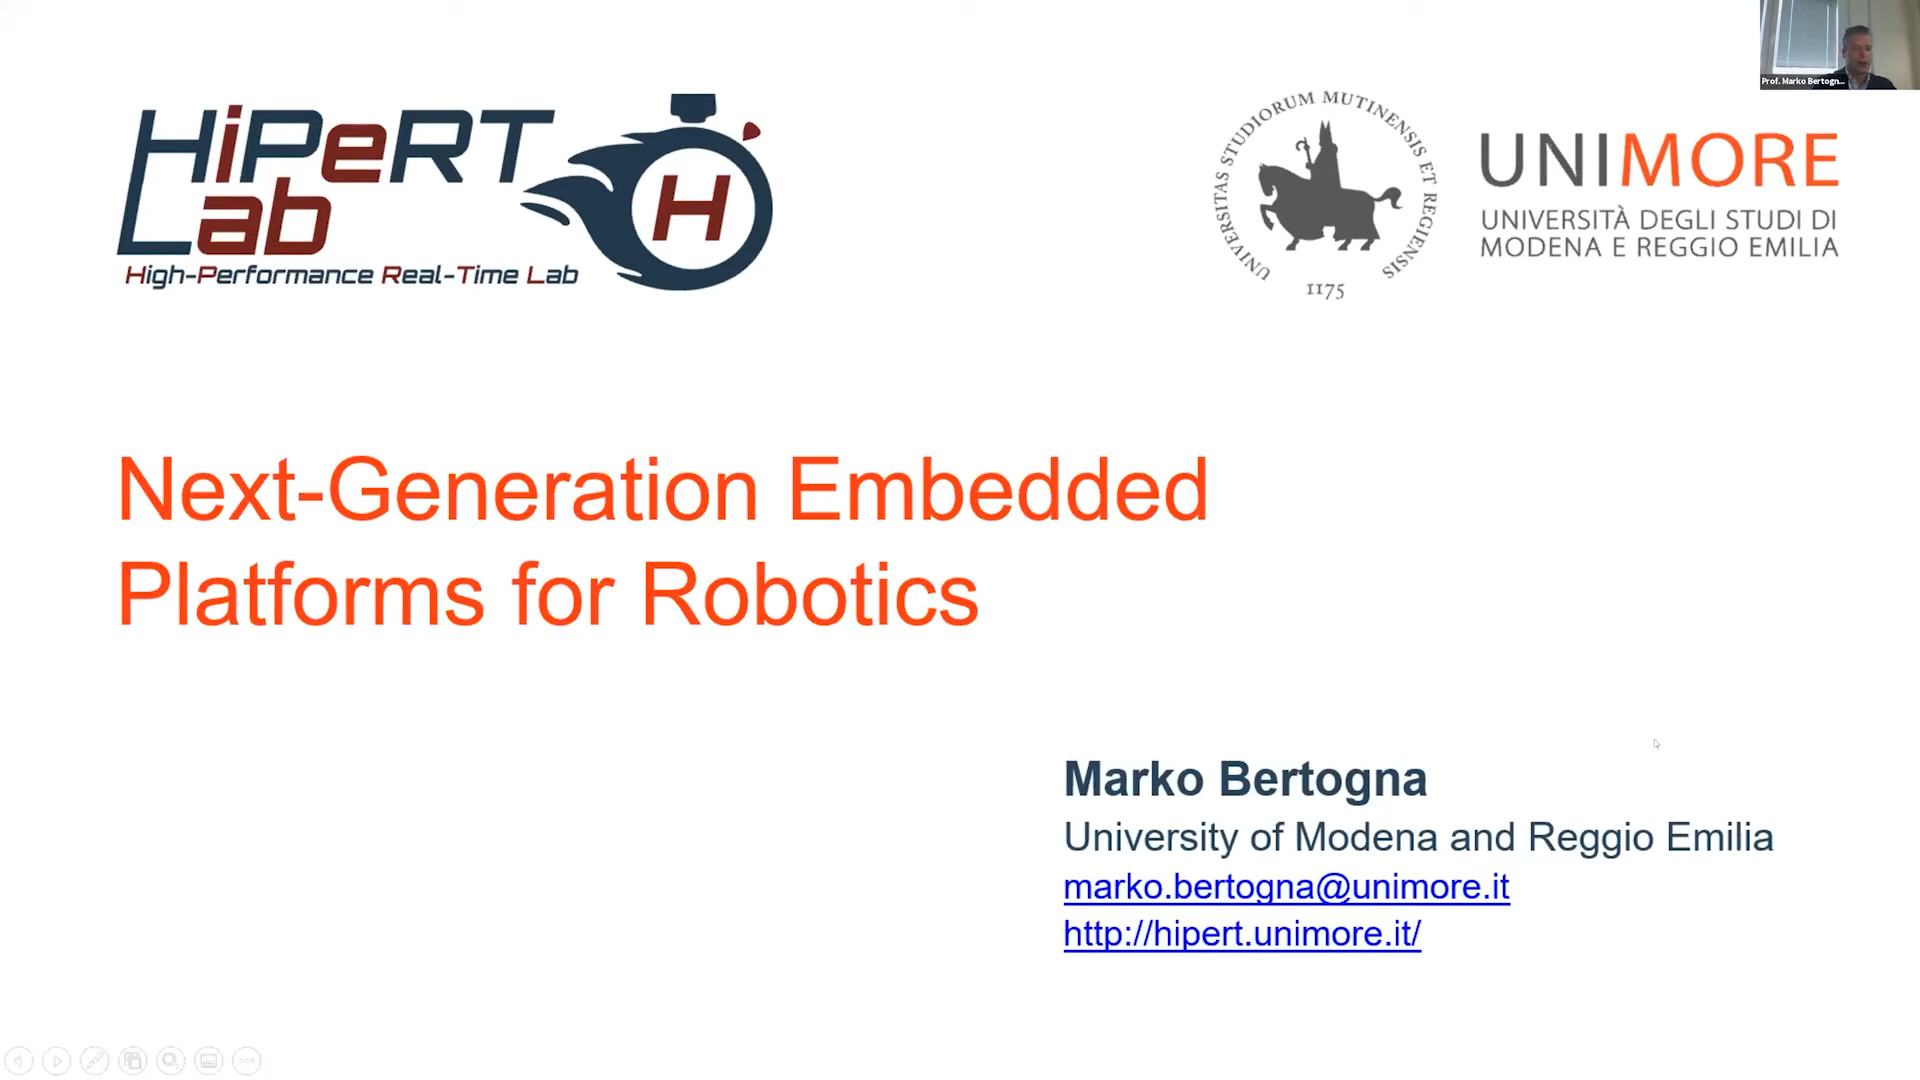 HiPeRT
Lab
High-Performance Real-Time Lab
H
UNIVERSITAS STUDIORUM MUTINENSIS ET REGIENSIS
1175
UNIMORE
UNIVERSITÀ DEGLI STUDI DI
MODENA E REGGIO EMILIA
Prof. Marko Bertogn...
Next-Generation Embedded
Platforms for Robotics
Marko Bertogna
University of Modena and Reggio Emilia
marko.bertogna@unimore.it
http://hipert.unimore.it/